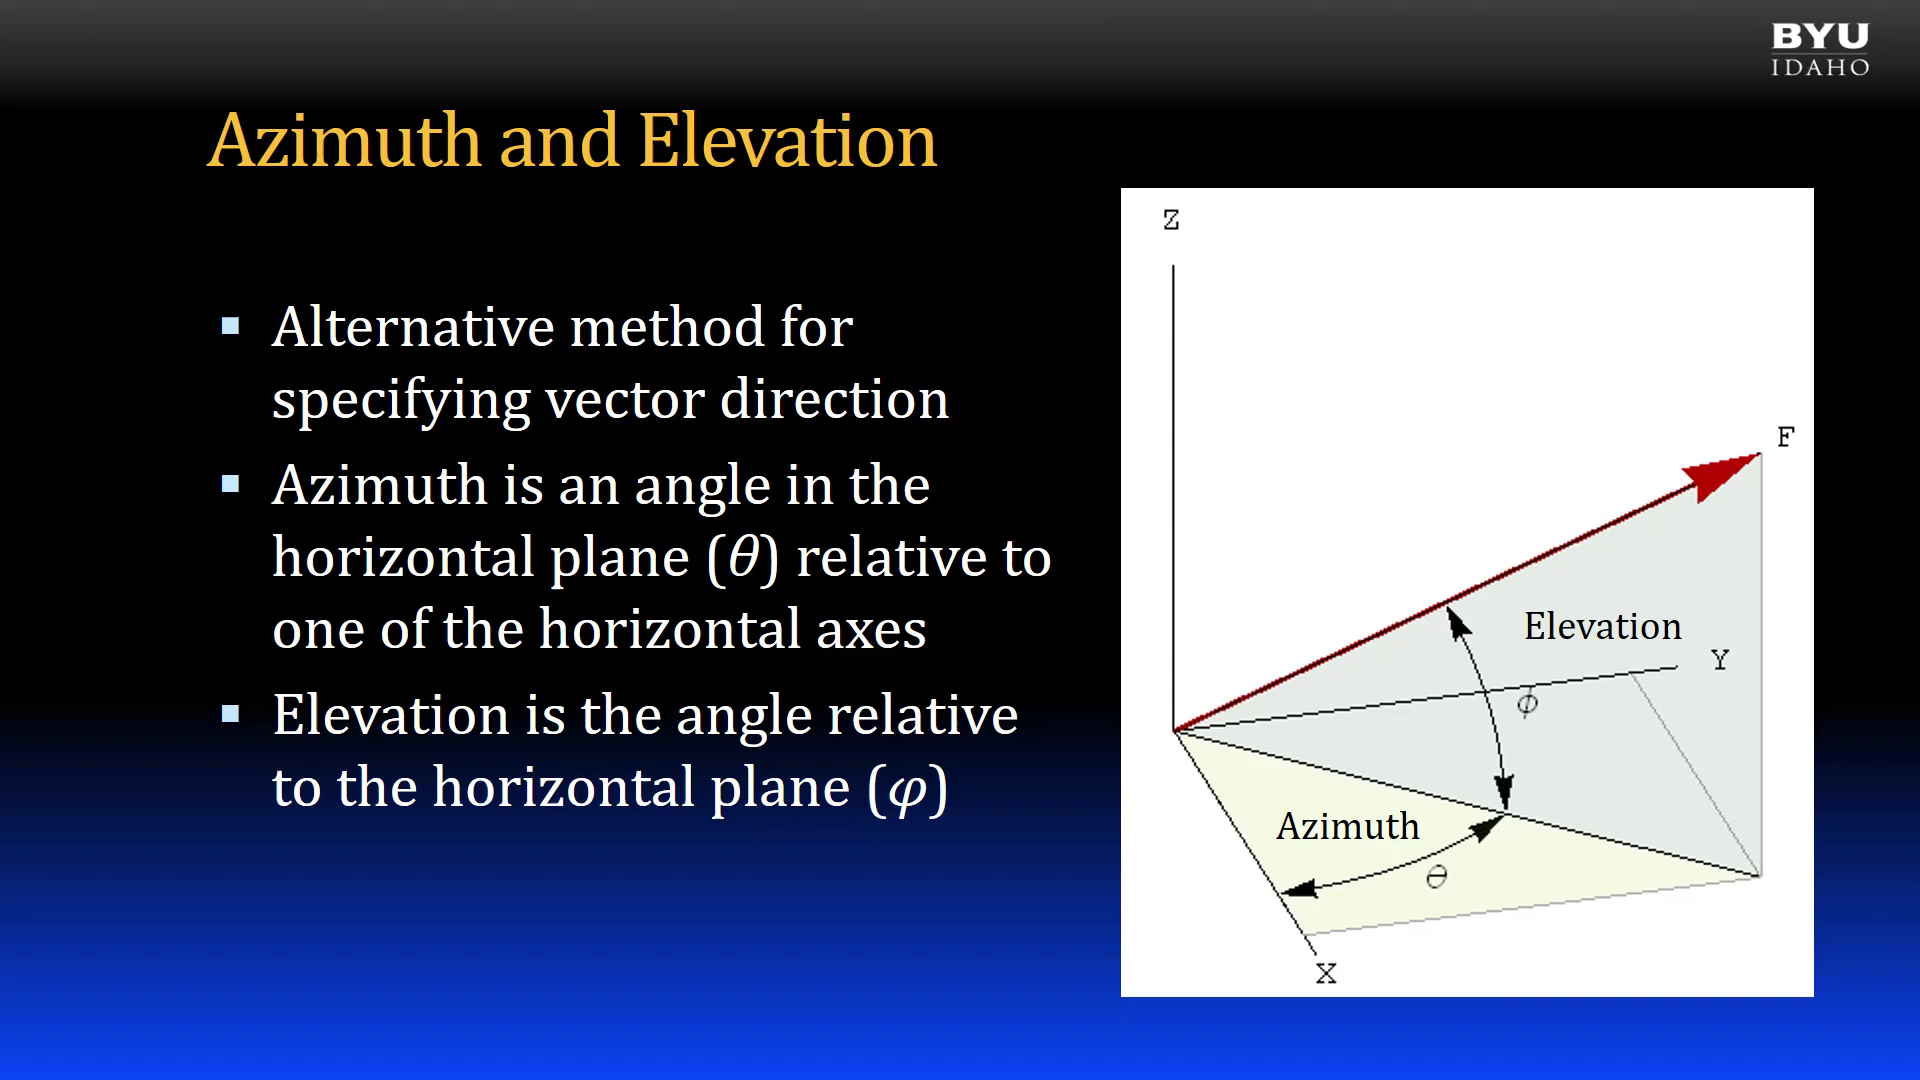 BYU
IDAHO
Azimuth and Elevation
▪ Alternative method for
specifying vector direction
▪ Azimuth is an angle in the
horizontal plane (θ) relative to
one of the horizontal axes
▪ Elevation is the angle relative
to the horizontal plane (φ)
Z
F
Elevation
Y
ϕ
Azimuth
θ
X